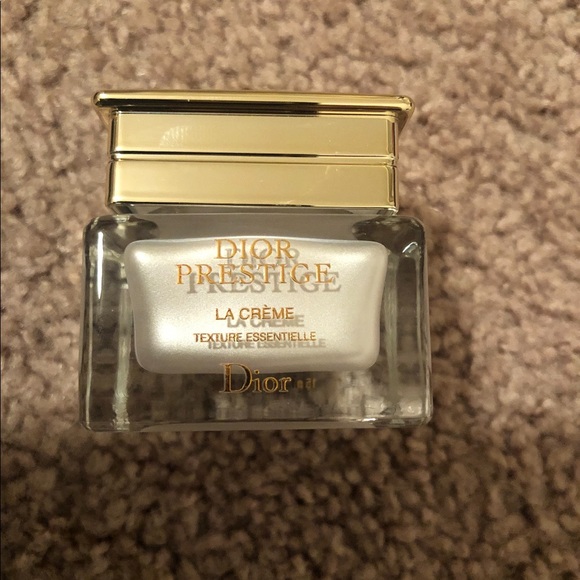 DIOR
PRESTIGE
LA CRÈME
TEXTURE ESSENTIELLE
Dior